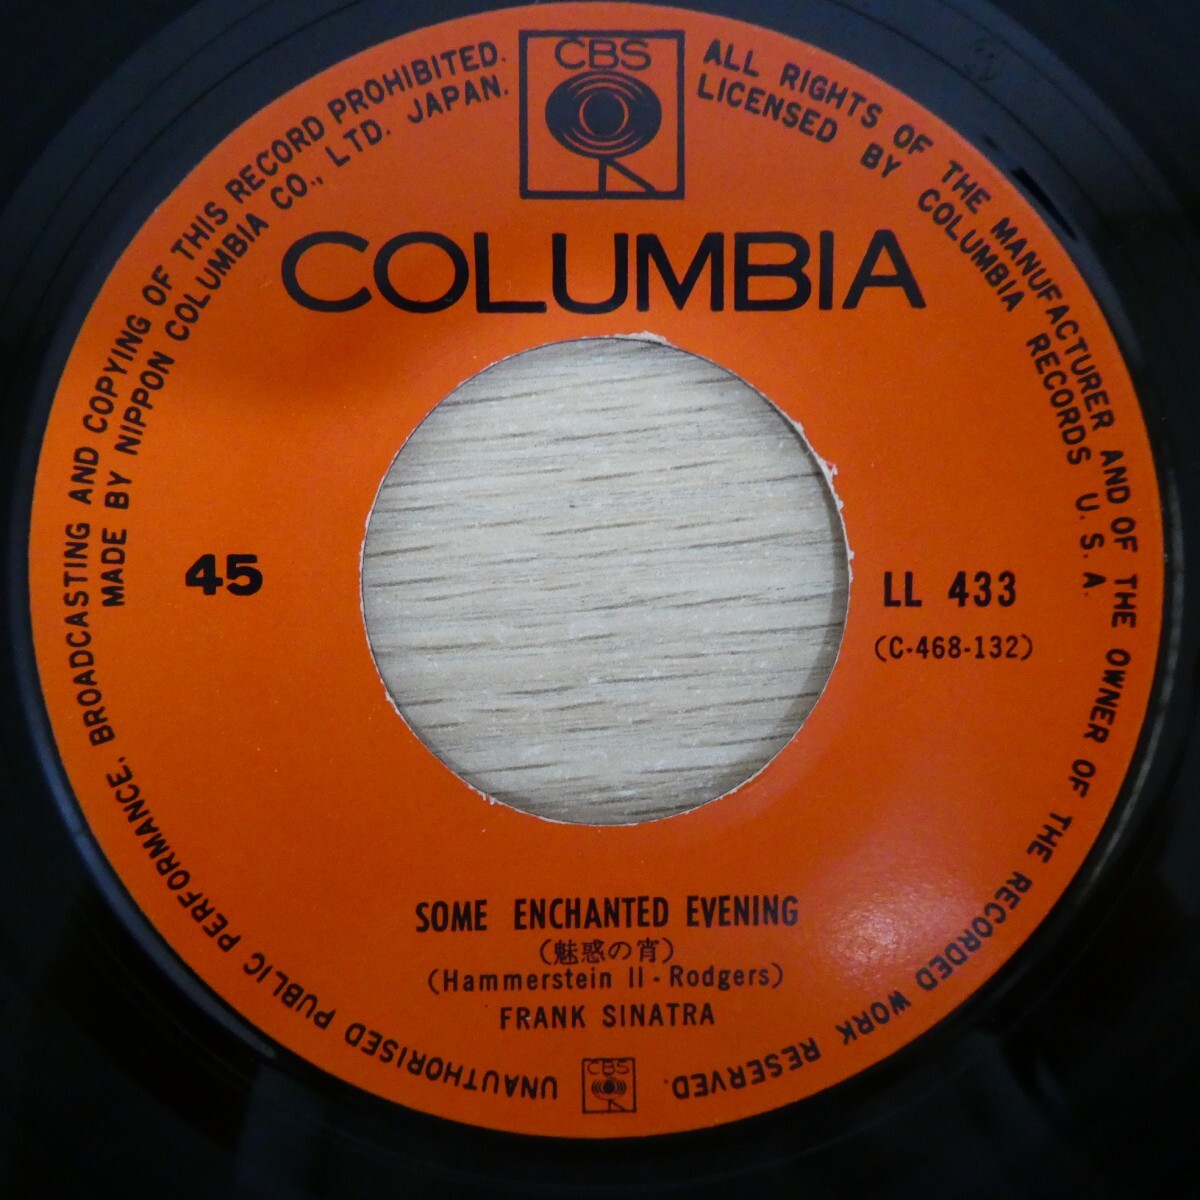 CBS
COLUMBIA
45
LL 433
(C-468-132)
SOME ENCHANTED EVENING
(魅惑の宵)
(Hammerstein II - Rodgers)
FRANK SINATRA
CBS
UNAUTHORISED PUBLIC PERFORMANCE, BROADCASTING AND COPYING OF THIS RECORD PROHIBITED.
MADE BY NIPPON COLUMBIA CO., LTD. JAPAN.
ALL RIGHTS OF THE MANUFACTURER AND OF THE OWNER OF THE RECORDED WORK RESERVED.
LICENSED BY COLUMBIA RECORDS U.S.A.